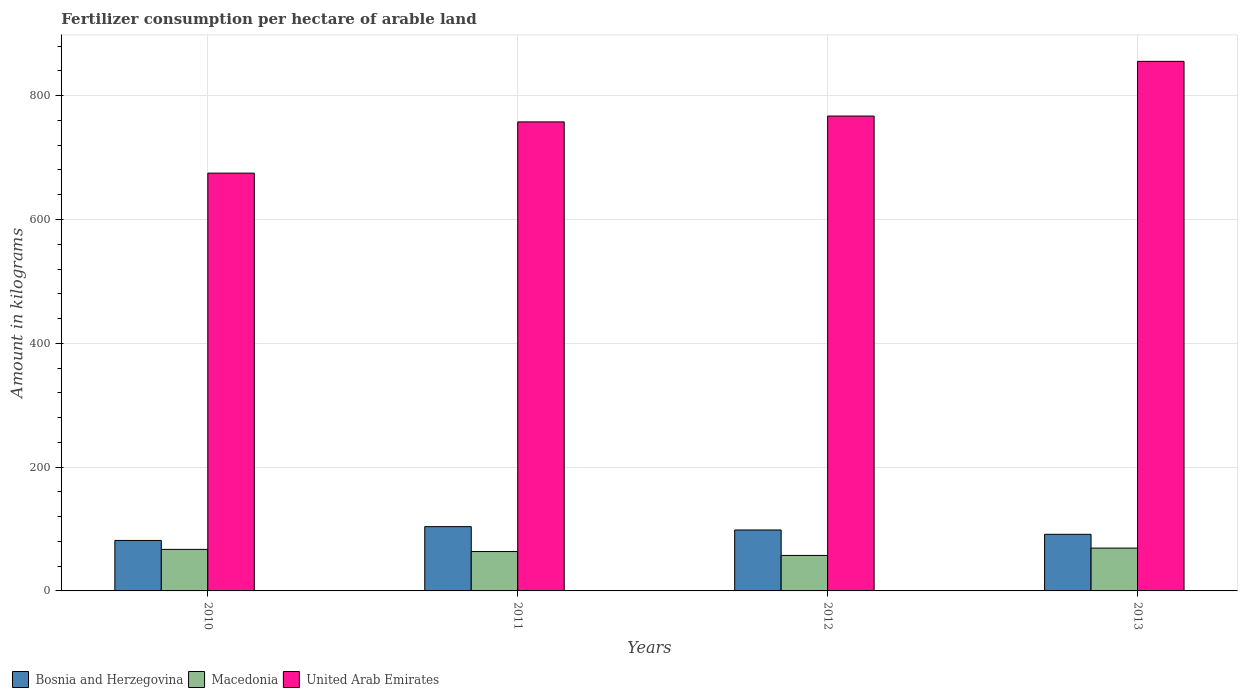 Fertilizer consumption per hectare of arable land
Amount in kilograms
800
600
400
200
0
2010
2011
2012
2013
Years
Bosnia and Herzegovina
Macedonia
United Arab Emirates